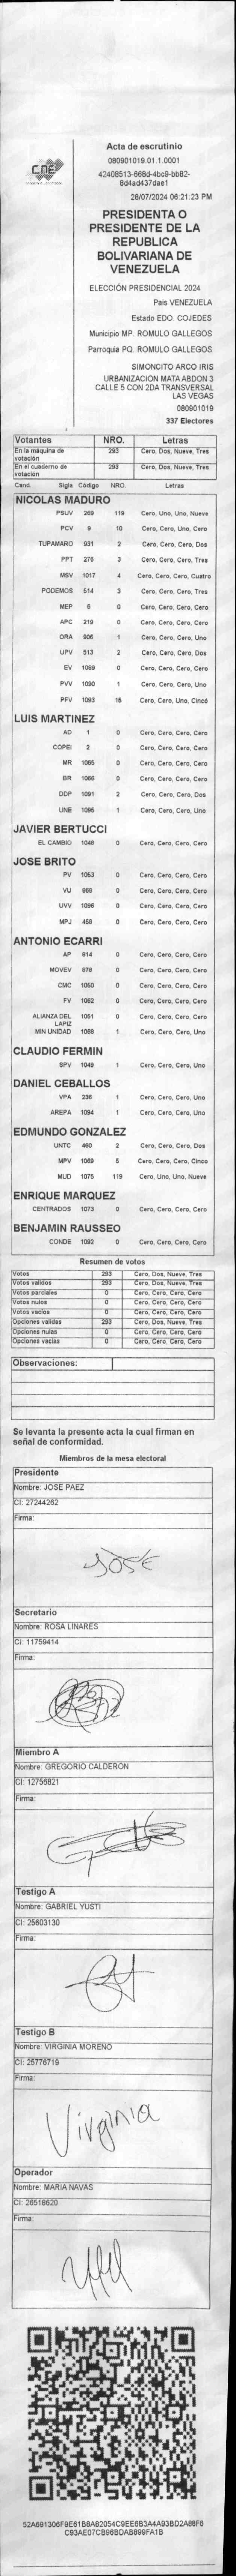 Acta de escrutinio
080901019.01.1.0001
42408513-668d-4bc9-bb82-
8d4ad437dae1
28/07/2024 06:21:23 PM
CNE
PRESIDENTA O
PRESIDENTE DE LA
REPUBLICA
BOLIVARIANA DE
VENEZUELA
ELECCIÓN PRESIDENCIAL 2024
País VENEZUELA
Estado EDO. COJEDES
Municipio MP. ROMULO GALLEGOS
Parroquia PQ. ROMULO GALLEGOS
SIMONCITO ARCO IRIS
URBANIZACION MATA ABDON 3
CALLE 5 CON 2DA TRANSVERSAL
LAS VEGAS
080901019
337 Electores
Votantes NRO. Letras
En la máquina de votación 293 Cero, Dos, Nueve, Tres
En el cuaderno de votación 293 Cero, Dos, Nueve, Tres
Cand. Sigla Código NRO. Letras
NICOLAS MADURO
PSUV 269 119 Cero, Uno, Uno, Nueve
PCV 9 10 Cero, Cero, Uno, Cero
TUPAMARO 931 2 Cero, Cero, Cero, Dos
PPT 276 3 Cero, Cero, Cero, Tres
MSV 1017 4 Cero, Cero, Cero, Cuatro
PODEMOS 514 3 Cero, Cero, Cero, Tres
MEP 6 0 Cero, Cero, Cero, Cero
APC 219 0 Cero, Cero, Cero, Cero
ORA 906 1 Cero, Cero, Cero, Uno
UPV 513 2 Cero, Cero, Cero, Dos
EV 1089 0 Cero, Cero, Cero, Cero
PVV 1090 1 Cero, Cero, Cero, Uno
PFV 1093 15 Cero, Cero, Uno, Cinco
LUIS MARTINEZ
AD 1 0 Cero, Cero, Cero, Cero
COPEI 2 0 Cero, Cero, Cero, Cero
MR 1065 0 Cero, Cero, Cero, Cero
BR 1066 0 Cero, Cero, Cero, Cero
DDP 1091 2 Cero, Cero, Cero, Dos
UNE 1095 1 Cero, Cero, Cero, Uno
JAVIER BERTUCCI
EL CAMBIO 1048 0 Cero, Cero, Cero, Cero
JOSE BRITO
PV 1053 0 Cero, Cero, Cero, Cero
VU 868 0 Cero, Cero, Cero, Cero
UVV 1096 0 Cero, Cero, Cero, Cero
MPJ 458 0 Cero, Cero, Cero, Cero
ANTONIO ECARRI
AP 814 0 Cero, Cero, Cero, Cero
MOVEV 878 0 Cero, Cero, Cero, Cero
CMC 1050 0 Cero, Cero, Cero, Cero
FV 1062 0 Cero, Cero, Cero, Cero
ALIANZA DEL LAPIZ 1051 0 Cero, Cero, Cero, Cero
MIN UNIDAD 1068 1 Cero, Cero, Cero, Uno
CLAUDIO FERMIN
SPV 1049 1 Cero, Cero, Cero, Uno
DANIEL CEBALLOS
VPA 236 1 Cero, Cero, Cero, Uno
AREPA 1094 1 Cero, Cero, Cero, Uno
EDMUNDO GONZALEZ
UNTC 460 2 Cero, Cero, Cero, Dos
MPV 1069 5 Cero, Cero, Cero, Cinco
MUD 1075 119 Cero, Uno, Uno, Nueve
ENRIQUE MARQUEZ
CENTRADOS 1073 0 Cero, Cero, Cero, Cero
BENJAMIN RAUSSEO
CONDE 1092 0 Cero, Cero, Cero, Cero
Resumen de votos
Votos 293 Cero, Dos, Nueve, Tres
Votos validos 293 Cero, Dos, Nueve, Tres
Votos parciales 0 Cero, Cero, Cero, Cero
Votos nulos 0 Cero, Cero, Cero, Cero
Votos vacíos 0 Cero, Cero, Cero, Cero
Opciones validas 293 Cero, Dos, Nueve, Tres
Opciones nulas 0 Cero, Cero, Cero, Cero
Opciones vacias 0 Cero, Cero, Cero, Cero
Observaciones:
Se levanta la presente acta la cual firman en
señal de conformidad.
Miembros de la mesa electoral
Presidente
Nombre: JOSE PAEZ
CI: 27244262
Firma:
JOSE
Secretario
Nombre: ROSA LINARES
CI: 11759414
Firma:
Miembro A
Nombre: GREGORIO CALDERON
CI: 12756821
Firma:
Testigo A
Nombre: GABRIEL YUSTI
CI: 25603130
Firma:
Testigo B
Nombre: VIRGINIA MORENO
CI: 25776719
Firma:
Virginia
Operador
Nombre: MARIA NAVAS
CI: 26518620
Firma:
52A691306F9E61B8A82054C9EE6B3A4A93BD2A88F6
C93AE07CB96BDAB899FA1B